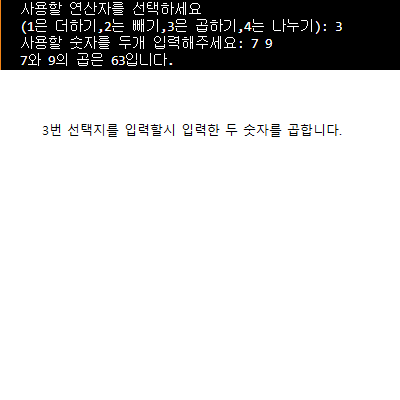 사용할 연산자를 선택하세요
(1은 더하기,2는 빼기,3은 곱하기,4는 나누기): 3
사용할 숫자를 두개 입력해주세요: 7 9
7와 9의 곱은 63입니다.
3번 선택지를 입력할시 입력한 두 숫자를 곱합니다.